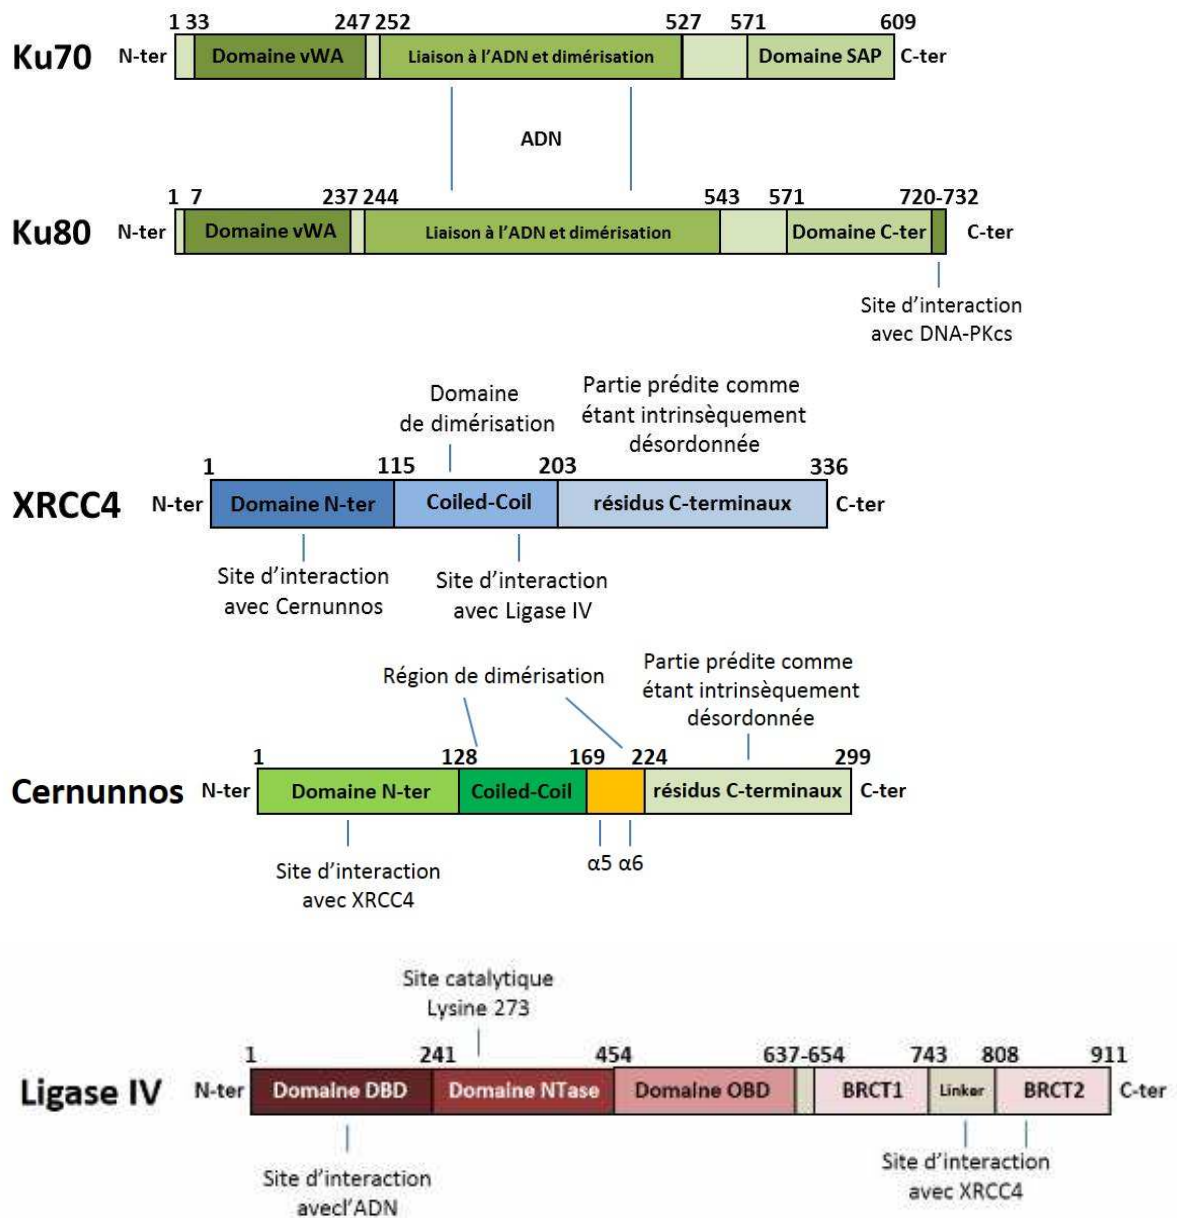 1 33 247 252 527 571 609
Ku70 N-ter Domaine vWA Liaison à l’ADN et dimérisation Domaine SAP C-ter
ADN
1 7 237 244 543 571 720-732
Ku80 N-ter Domaine vWA Liaison à l’ADN et dimérisation Domaine C-ter C-ter
Site d’interaction
avec DNA-PKcs
Domaine
de dimérisation
Partie prédite comme
étant intrinsèquement
désordonnée
1 115 203 336
XRCC4 N-ter Domaine N-ter Coiled-Coil résidus C-terminaux C-ter
Site d’interaction
avec Cernunnos
Site d’interaction
avec Ligase IV
Région de dimérisation
Partie prédite comme
étant intrinsèquement
désordonnée
1 128 169 224 299
Cernunnos N-ter Domaine N-ter Coiled-Coil résidus C-terminaux C-ter
Site d’interaction
avec XRCC4
α5 α6
Site catalytique
Lysine 273
1 241 454 637-654 743 808 911
Ligase IV N-ter Domaine DBD Domaine NTase Domaine OBD BRCT1 Linker BRCT2 C-ter
Site d’interaction
avecl’ADN
Site d’interaction
avec XRCC4